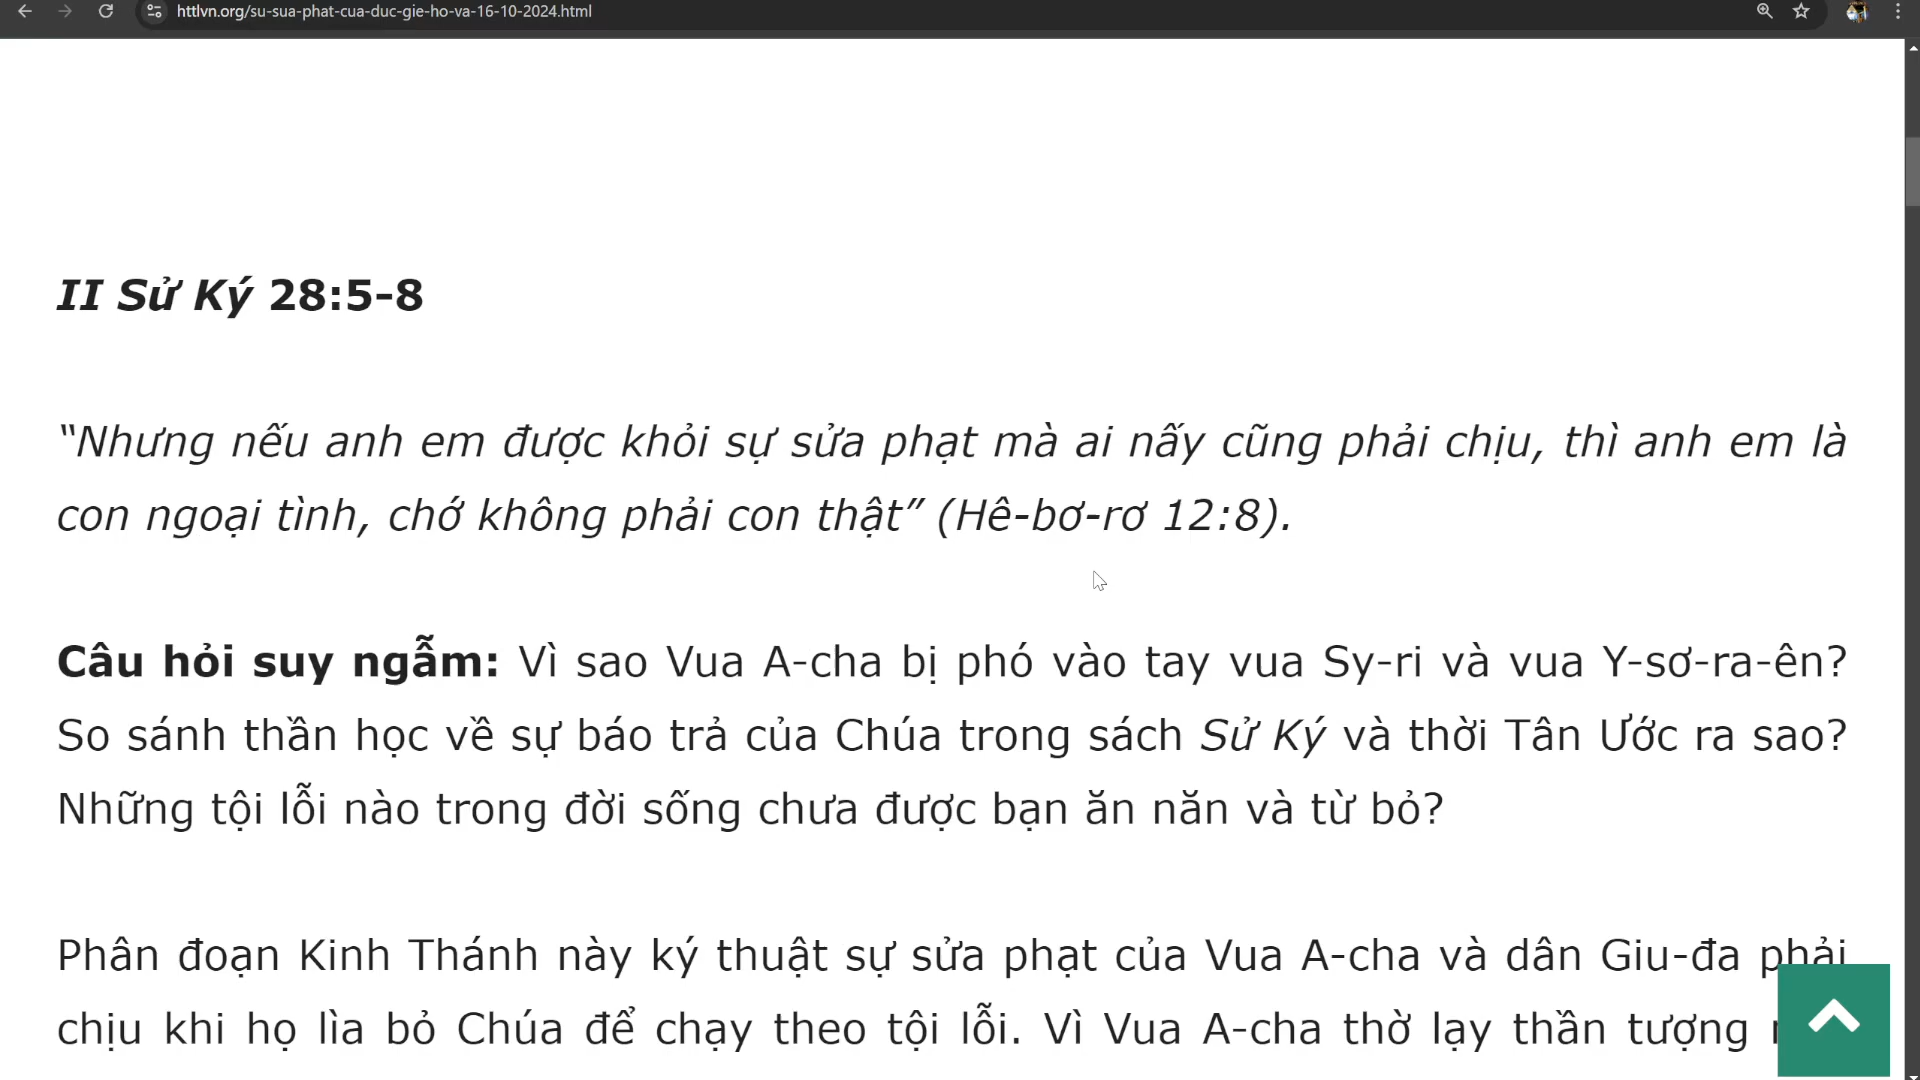 httlvn.org/su-sua-phat-cua-duc-gie-ho-va-16-10-2024.html
II Sử Ký 28:5-8
“Nhưng nếu anh em được khỏi sự sửa phạt mà ai nấy cũng phải chịu, thì anh em là
con ngoại tình, chớ không phải con thật” (Hê-bơ-rơ 12:8).
Câu hỏi suy ngẫm: Vì sao Vua A-cha bị phó vào tay vua Sy-ri và vua Y-sơ-ra-ên?
So sánh thần học về sự báo trả của Chúa trong sách Sử Ký và thời Tân Ước ra sao?
Những tội lỗi nào trong đời sống chưa được bạn ăn năn và từ bỏ?
Phân đoạn Kinh Thánh này ký thuật sự sửa phạt của Vua A-cha và dân Giu-đa phải
chịu khi họ lìa bỏ Chúa để chạy theo tội lỗi. Vì Vua A-cha thờ lạy thần tượng